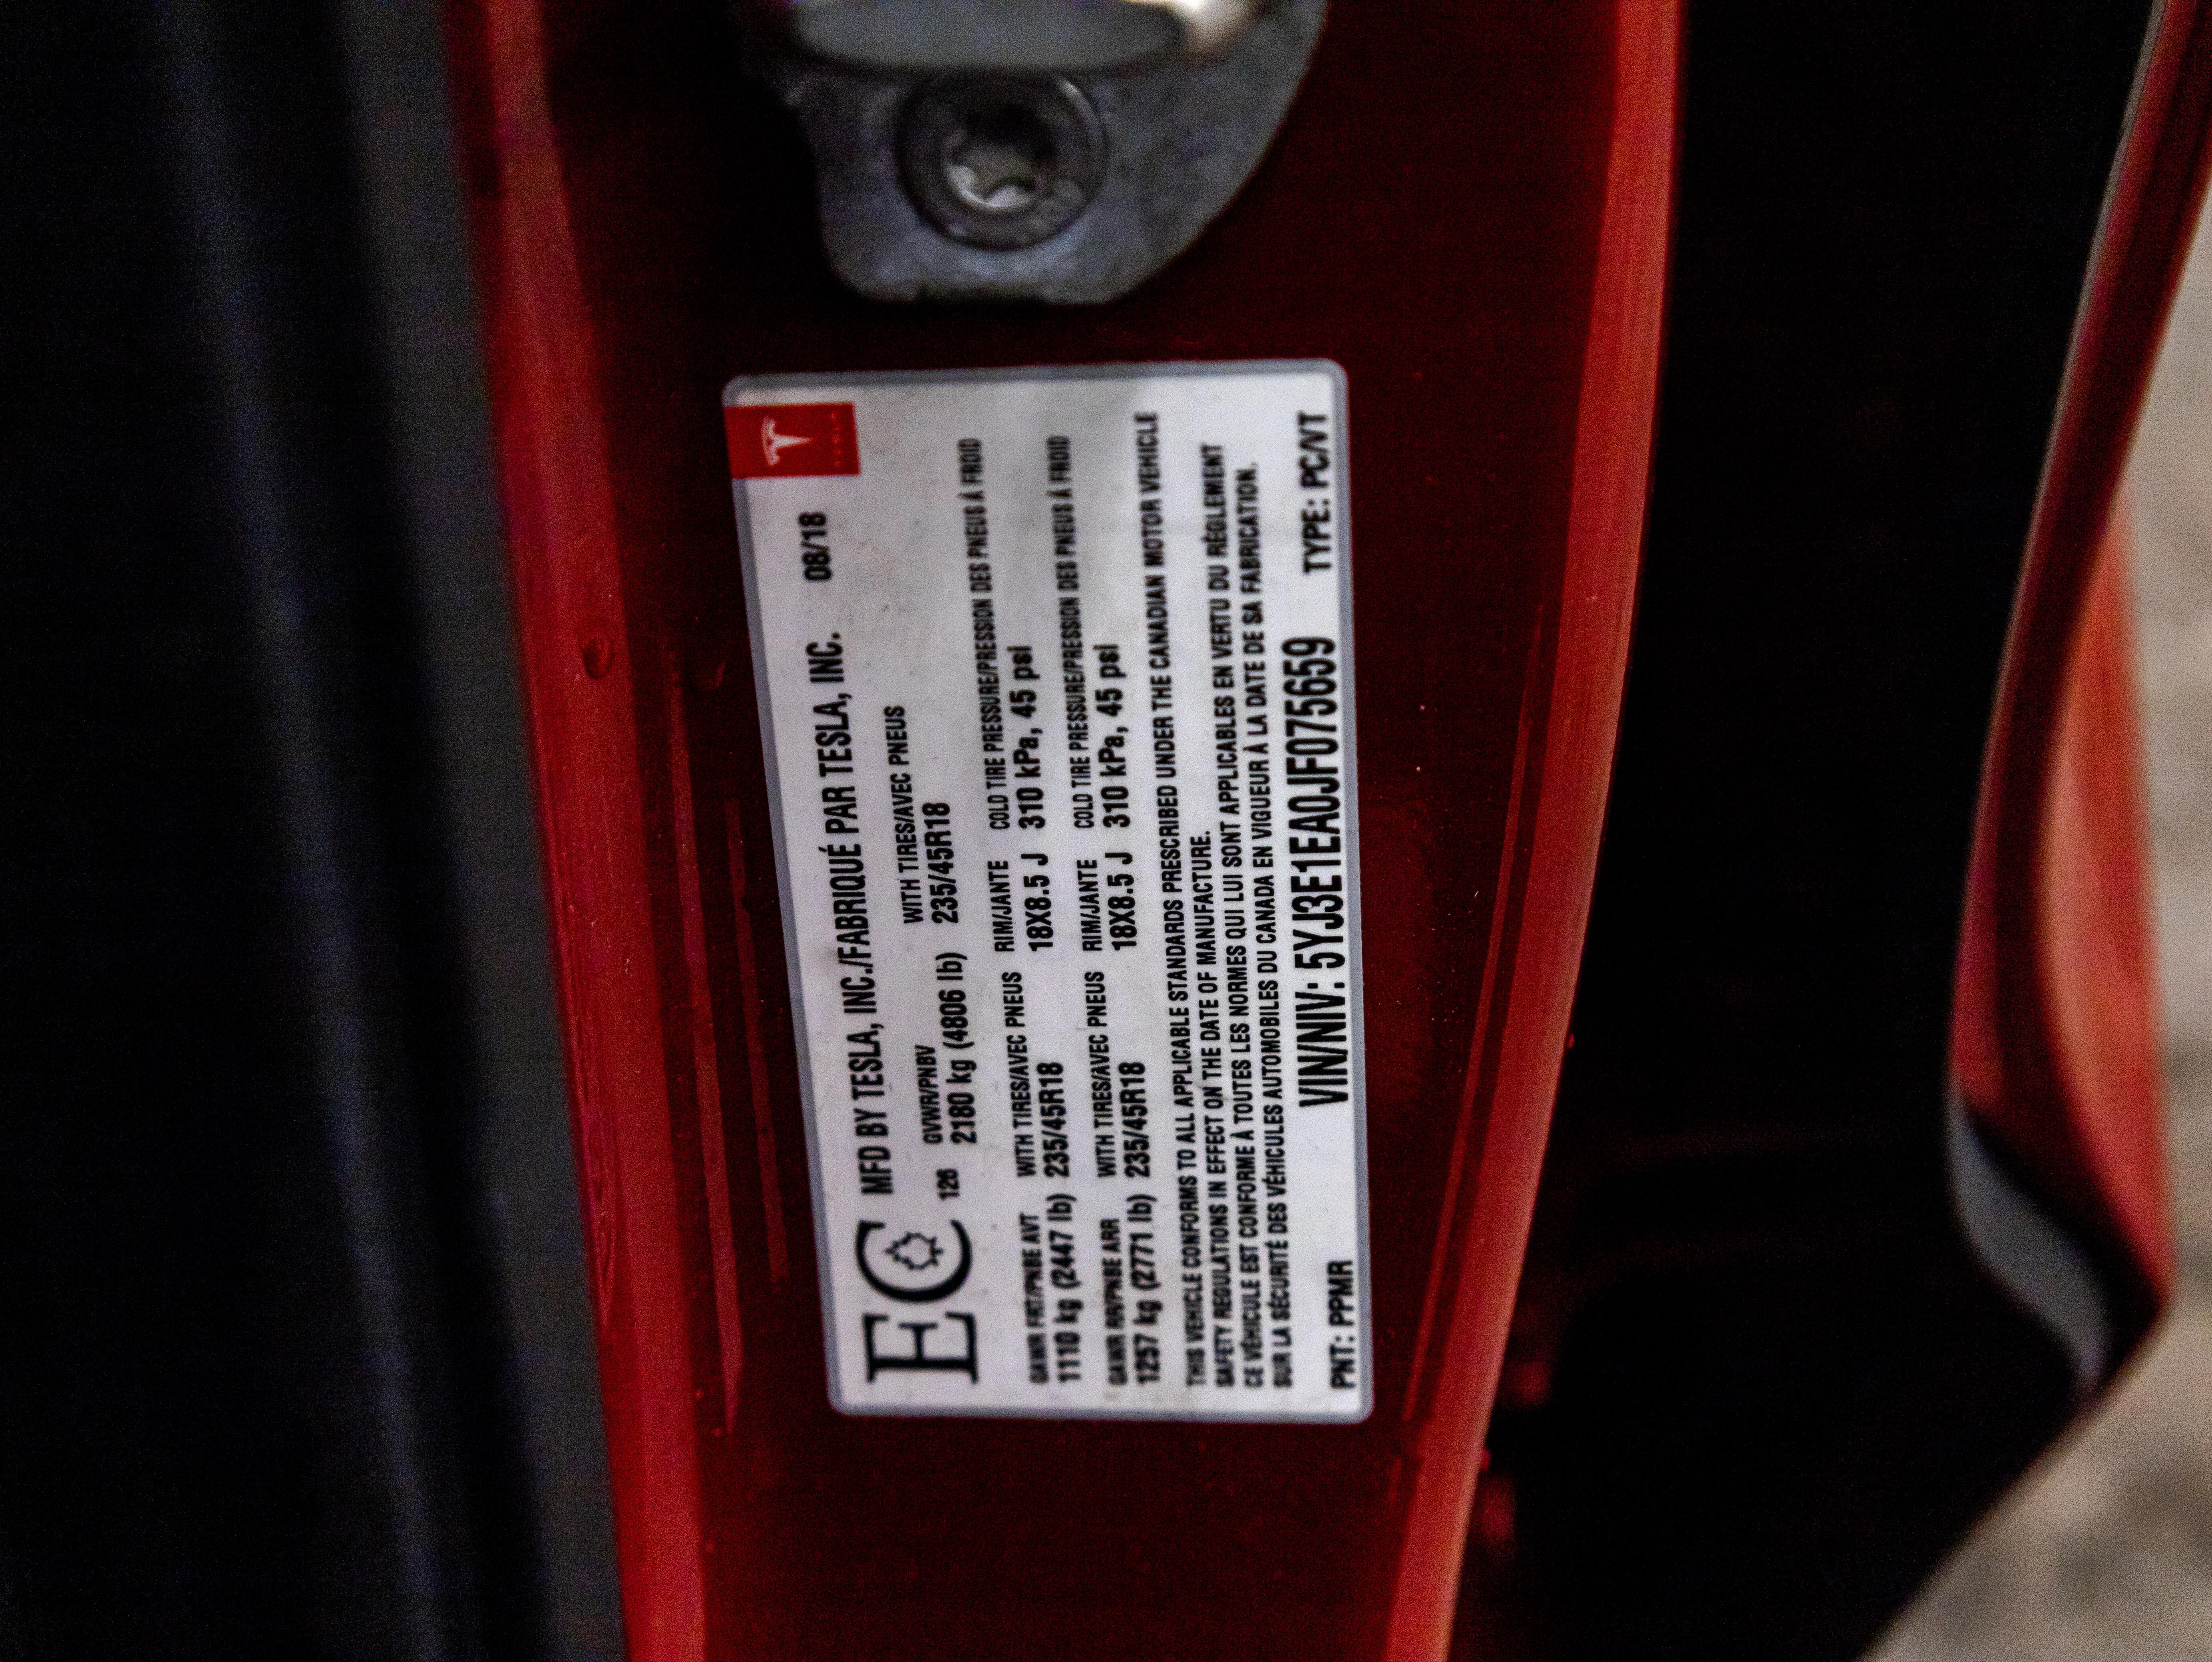 TESLA
MFD BY TESLA, INC./FABRIQUÉ PAR TESLA, INC. 08/18
EC
126
GVWR/PNBV WITH TIRES/AVEC PNEUS
2180 kg (4806 lb) 235/45R18
GAWR FRT/PNBE AVT WITH TIRES/AVEC PNEUS RIM/JANTE COLD TIRE PRESSURE/PRESSION DES PNEUS À FROID
1110 kg (2447 lb) 235/45R18 18X8.5 J 310 kPa, 45 psi
GAWR RR/PNBE ARR WITH TIRES/AVEC PNEUS RIM/JANTE COLD TIRE PRESSURE/PRESSION DES PNEUS À FROID
1257 kg (2771 lb) 235/45R18 18X8.5 J 310 kPa, 45 psi
THIS VEHICLE CONFORMS TO ALL APPLICABLE STANDARDS PRESCRIBED UNDER THE CANADIAN MOTOR VEHICLE
SAFETY REGULATIONS IN EFFECT ON THE DATE OF MANUFACTURE.
CE VÉHICULE EST CONFORME À TOUTES LES NORMES QUI LUI SONT APPLICABLES EN VERTU DU RÈGLEMENT
SUR LA SÉCURITÉ DES VÉHICULES AUTOMOBILES DU CANADA EN VIGUEUR À LA DATE DE SA FABRICATION.
PNT: PPMR VIN/NIV: 5YJ3E1EA0JF075659 TYPE: PC/VT